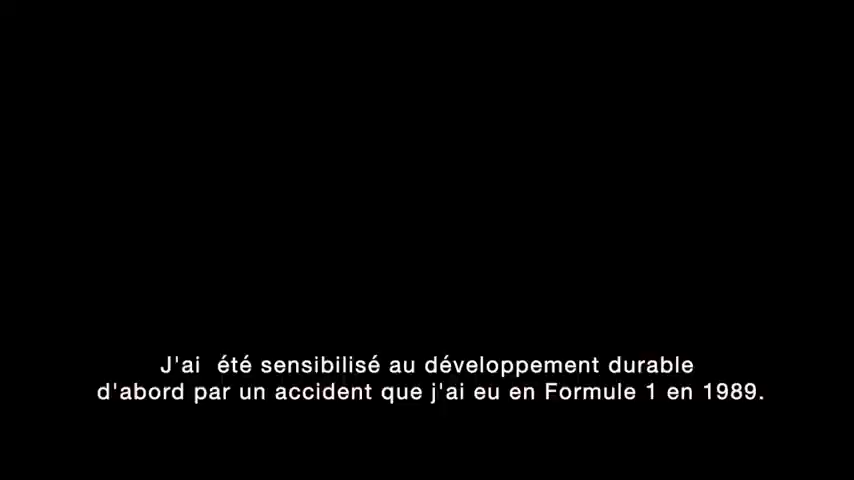 J'ai  été sensibilisé au développement durable
d'abord par un accident que j'ai eu en Formule 1 en 1989.